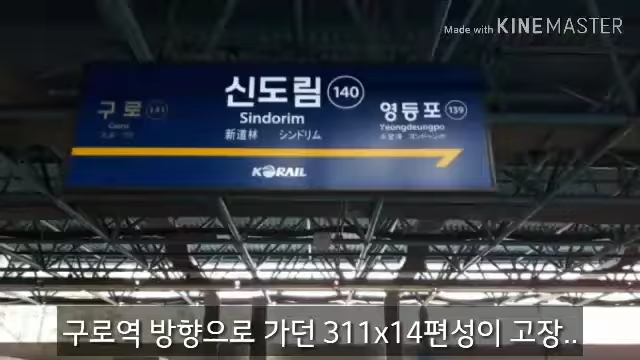 Made with KINEMASTER
신도림 140
Sindorim
新道林 シンドリム
구로 141
Guro
영등포 139
Yeongdeungpo
KORAIL
구로역 방향으로 가던 311x14편성이 고장..